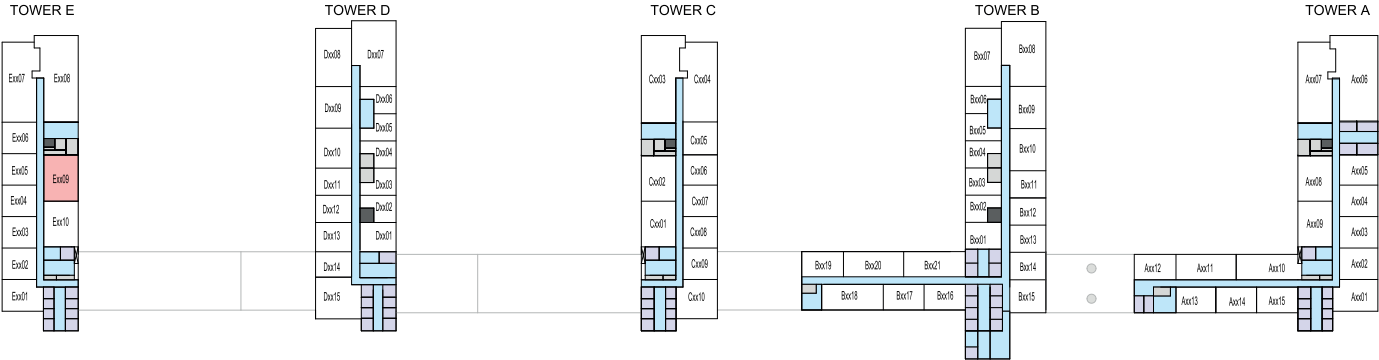 TOWER E
TOWER D
TOWER C
TOWER B
TOWER A
Exx07
Exx08
Exx06
Exx05
Exx09
Exx04
Exx10
Exx03
Exx02
Exx01
Dxx08
Dxx07
Dxx06
Dxx09
Dxx05
Dxx10
Dxx04
Dxx11
Dxx03
Dxx12
Dxx02
Dxx13
Dxx01
Dxx14
Dxx15
Cxx03
Cxx04
Cxx05
Cxx02
Cxx06
Cxx07
Cxx01
Cxx08
Cxx09
Cxx10
Bxx07
Bxx08
Bxx06
Bxx09
Bxx05
Bxx04
Bxx10
Bxx03
Bxx11
Bxx02
Bxx12
Bxx01
Bxx13
Bxx19
Bxx20
Bxx21
Bxx14
Bxx18
Bxx17
Bxx16
Bxx15
Axx07
Axx06
Axx08
Axx05
Axx04
Axx09
Axx03
Axx12
Axx11
Axx10
Axx02
Axx13
Axx14
Axx15
Axx01